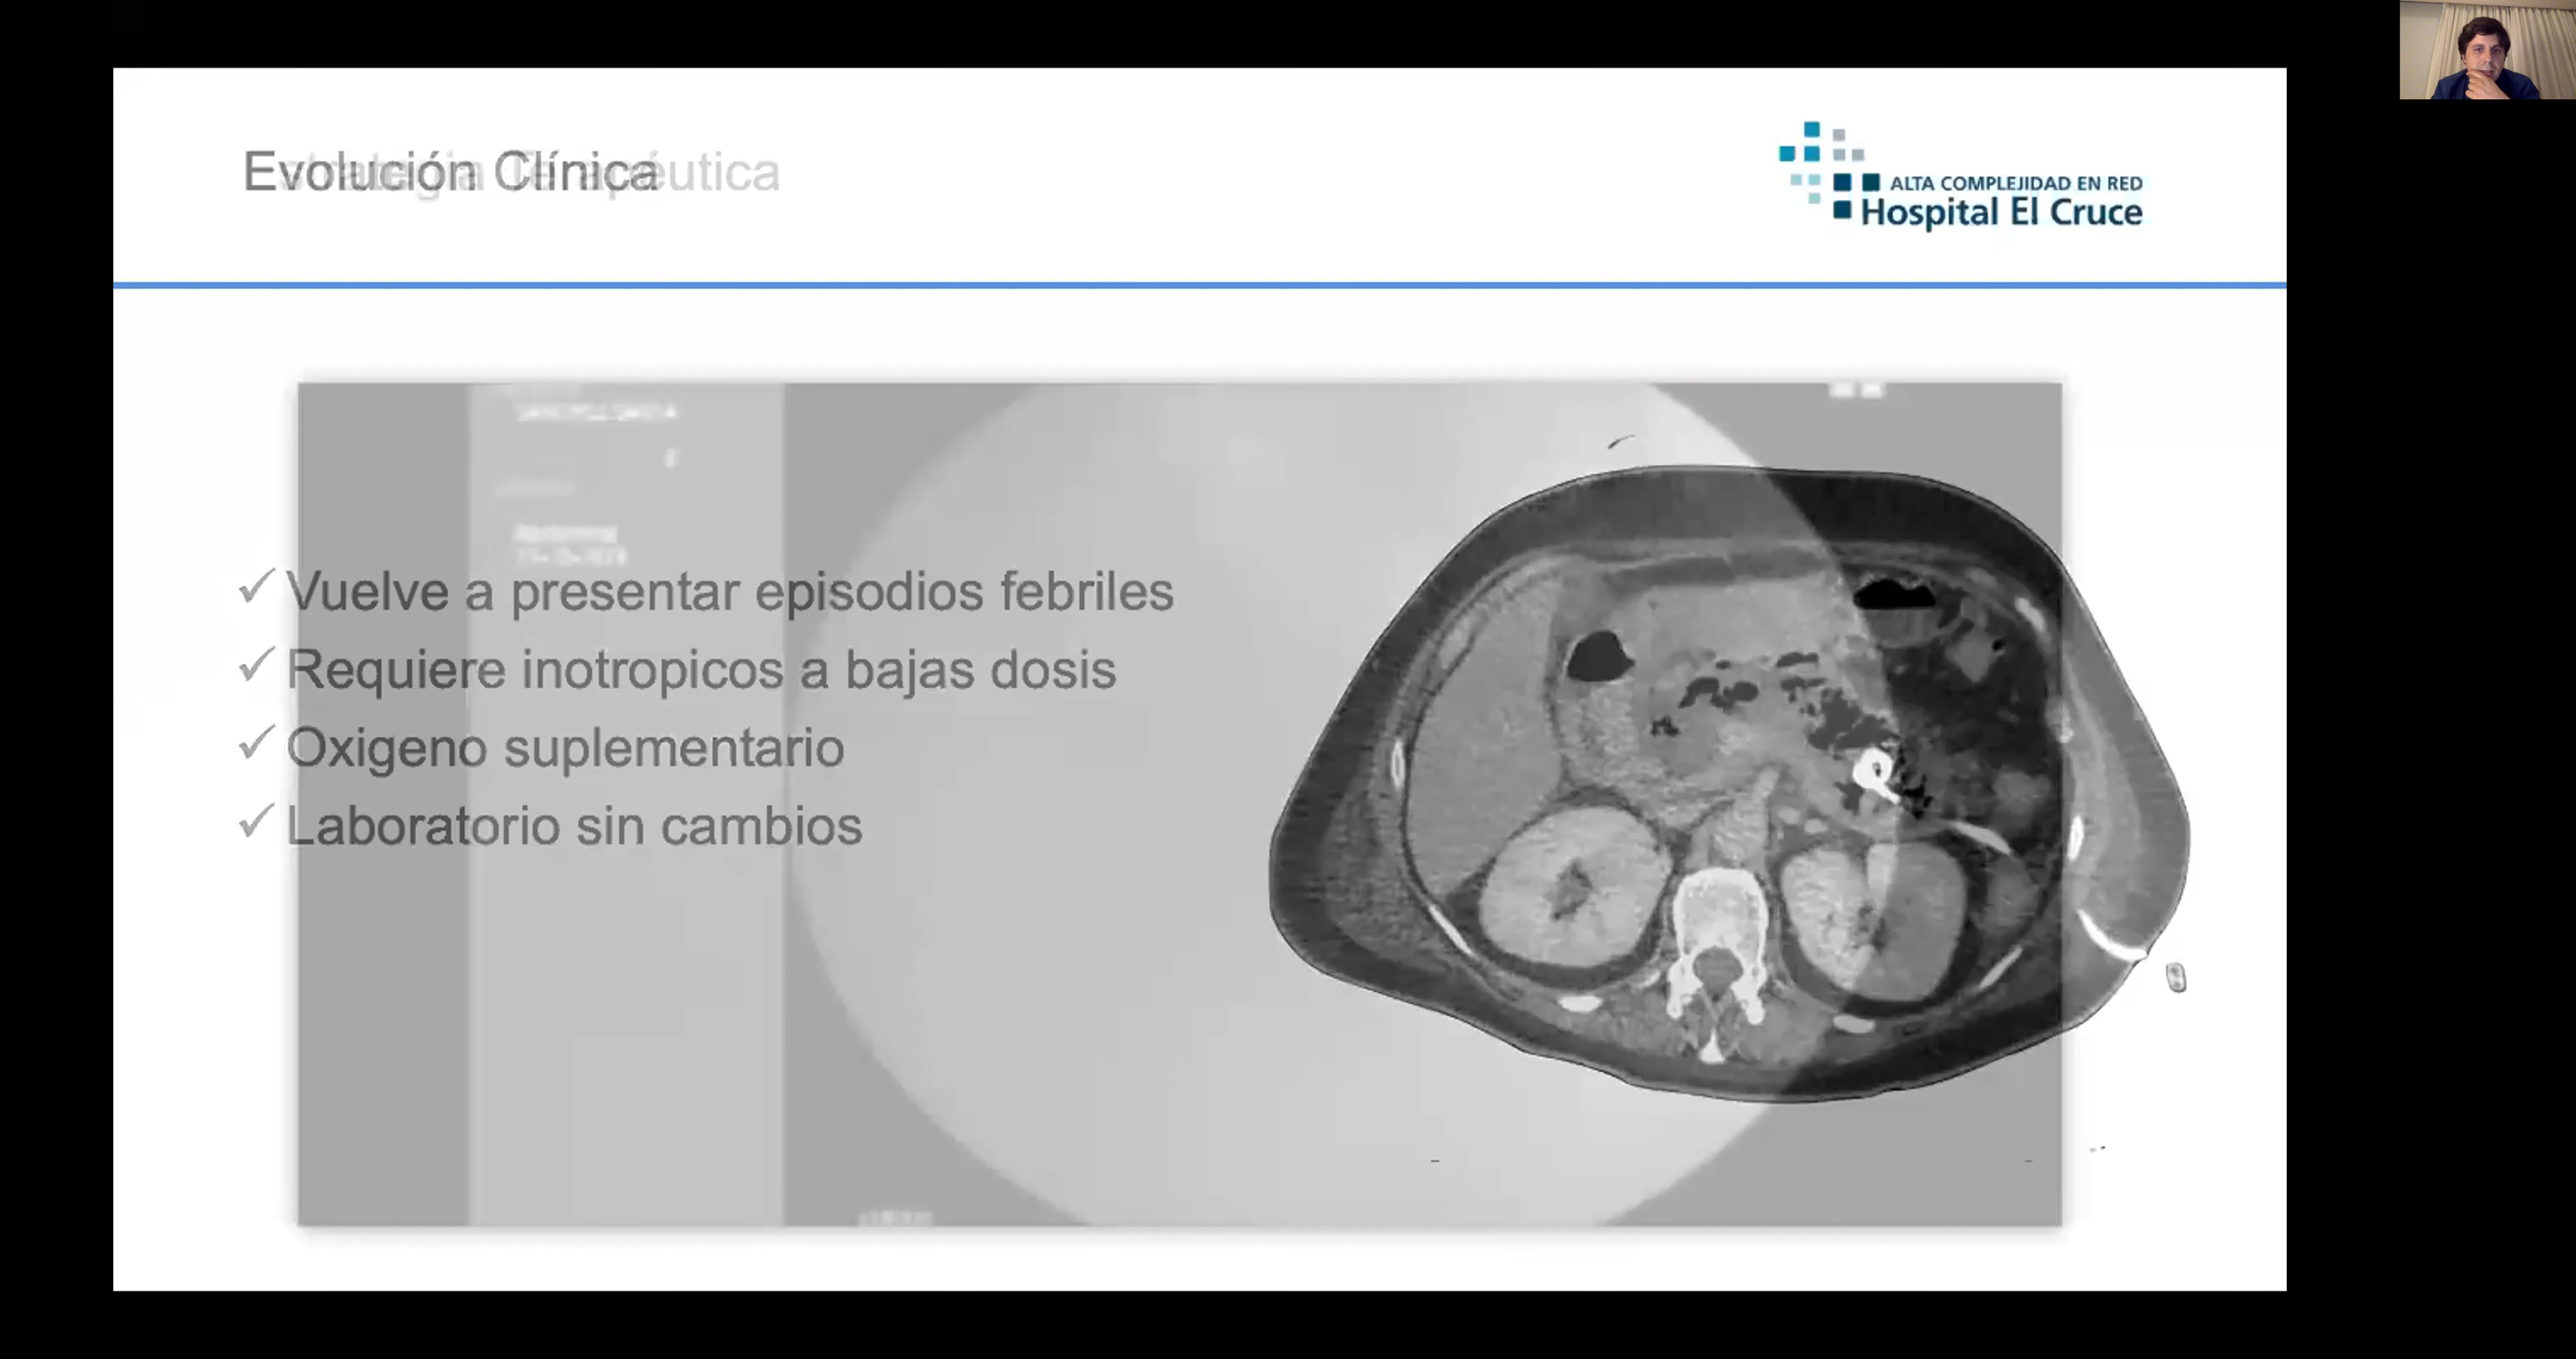 Evolución Clínica
ALTA COMPLEJIDAD EN RED
Hospital El Cruce
Vuelve a presentar episodios febriles
Requiere inotropicos a bajas dosis
Oxigeno suplementario
Laboratorio sin cambios